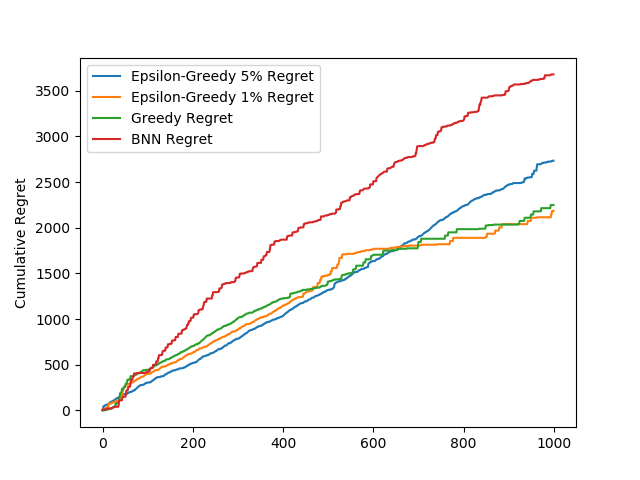 Epsilon-Greedy 5% Regret
Epsilon-Greedy 1% Regret
Greedy Regret
BNN Regret
Cumulative Regret
3500
3000
2500
2000
1500
1000
500
0
0 200 400 600 800 1000